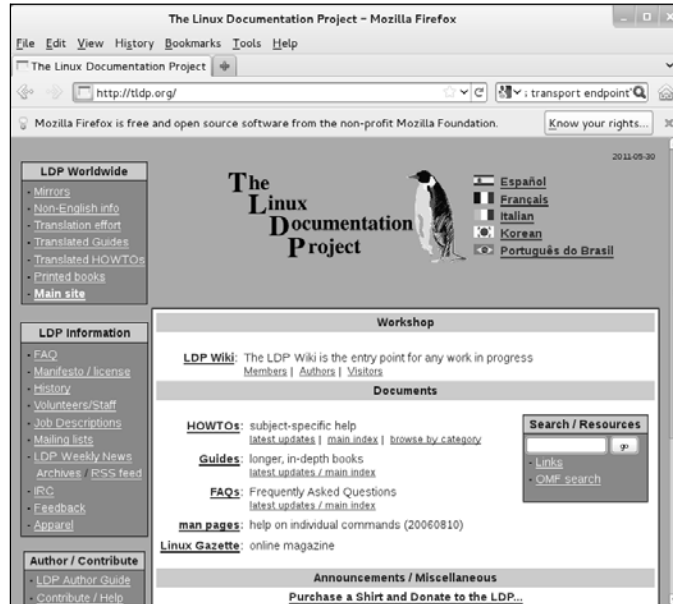 The Linux Documentation Project – Mozilla Firefox
File Edit View History Bookmarks Tools Help
The Linux Documentation Project
http://tldp.org/
: transport endpoint"
Mozilla Firefox is free and open source software from the non-profit Mozilla Foundation.
Know your rights...
2011-05-30
LDP Worldwide
- Mirrors
- Non-English info
- Translation effort
- Translated Guides
- Translated HOWTOs
- Printed books
- Main site
The
Linux
Documentation
Project
Español
Français
Italian
Korean
Português do Brasil
LDP Information
- FAQ
- Manifesto / license
- History
- Volunteers/Staff
- Job Descriptions
- Mailing lists
- LDP Weekly News
Archives / RSS feed
- IRC
- Feedback
- Apparel
Author / Contribute
- LDP Author Guide
- Contribute / Help
Workshop
LDP Wiki: The LDP Wiki is the entry point for any work in progress
Members | Authors | Visitors
Documents
HOWTOs: subject-specific help
latest updates | main index | browse by category
Guides: longer, in-depth books
latest updates / main index
FAQs: Frequently Asked Questions
latest updates / main index
man pages: help on individual commands (20060810)
Linux Gazette: online magazine
Search / Resources
go
- Links
- OMF search
Announcements / Miscellaneous
Purchase a Shirt and Donate to the LDP...